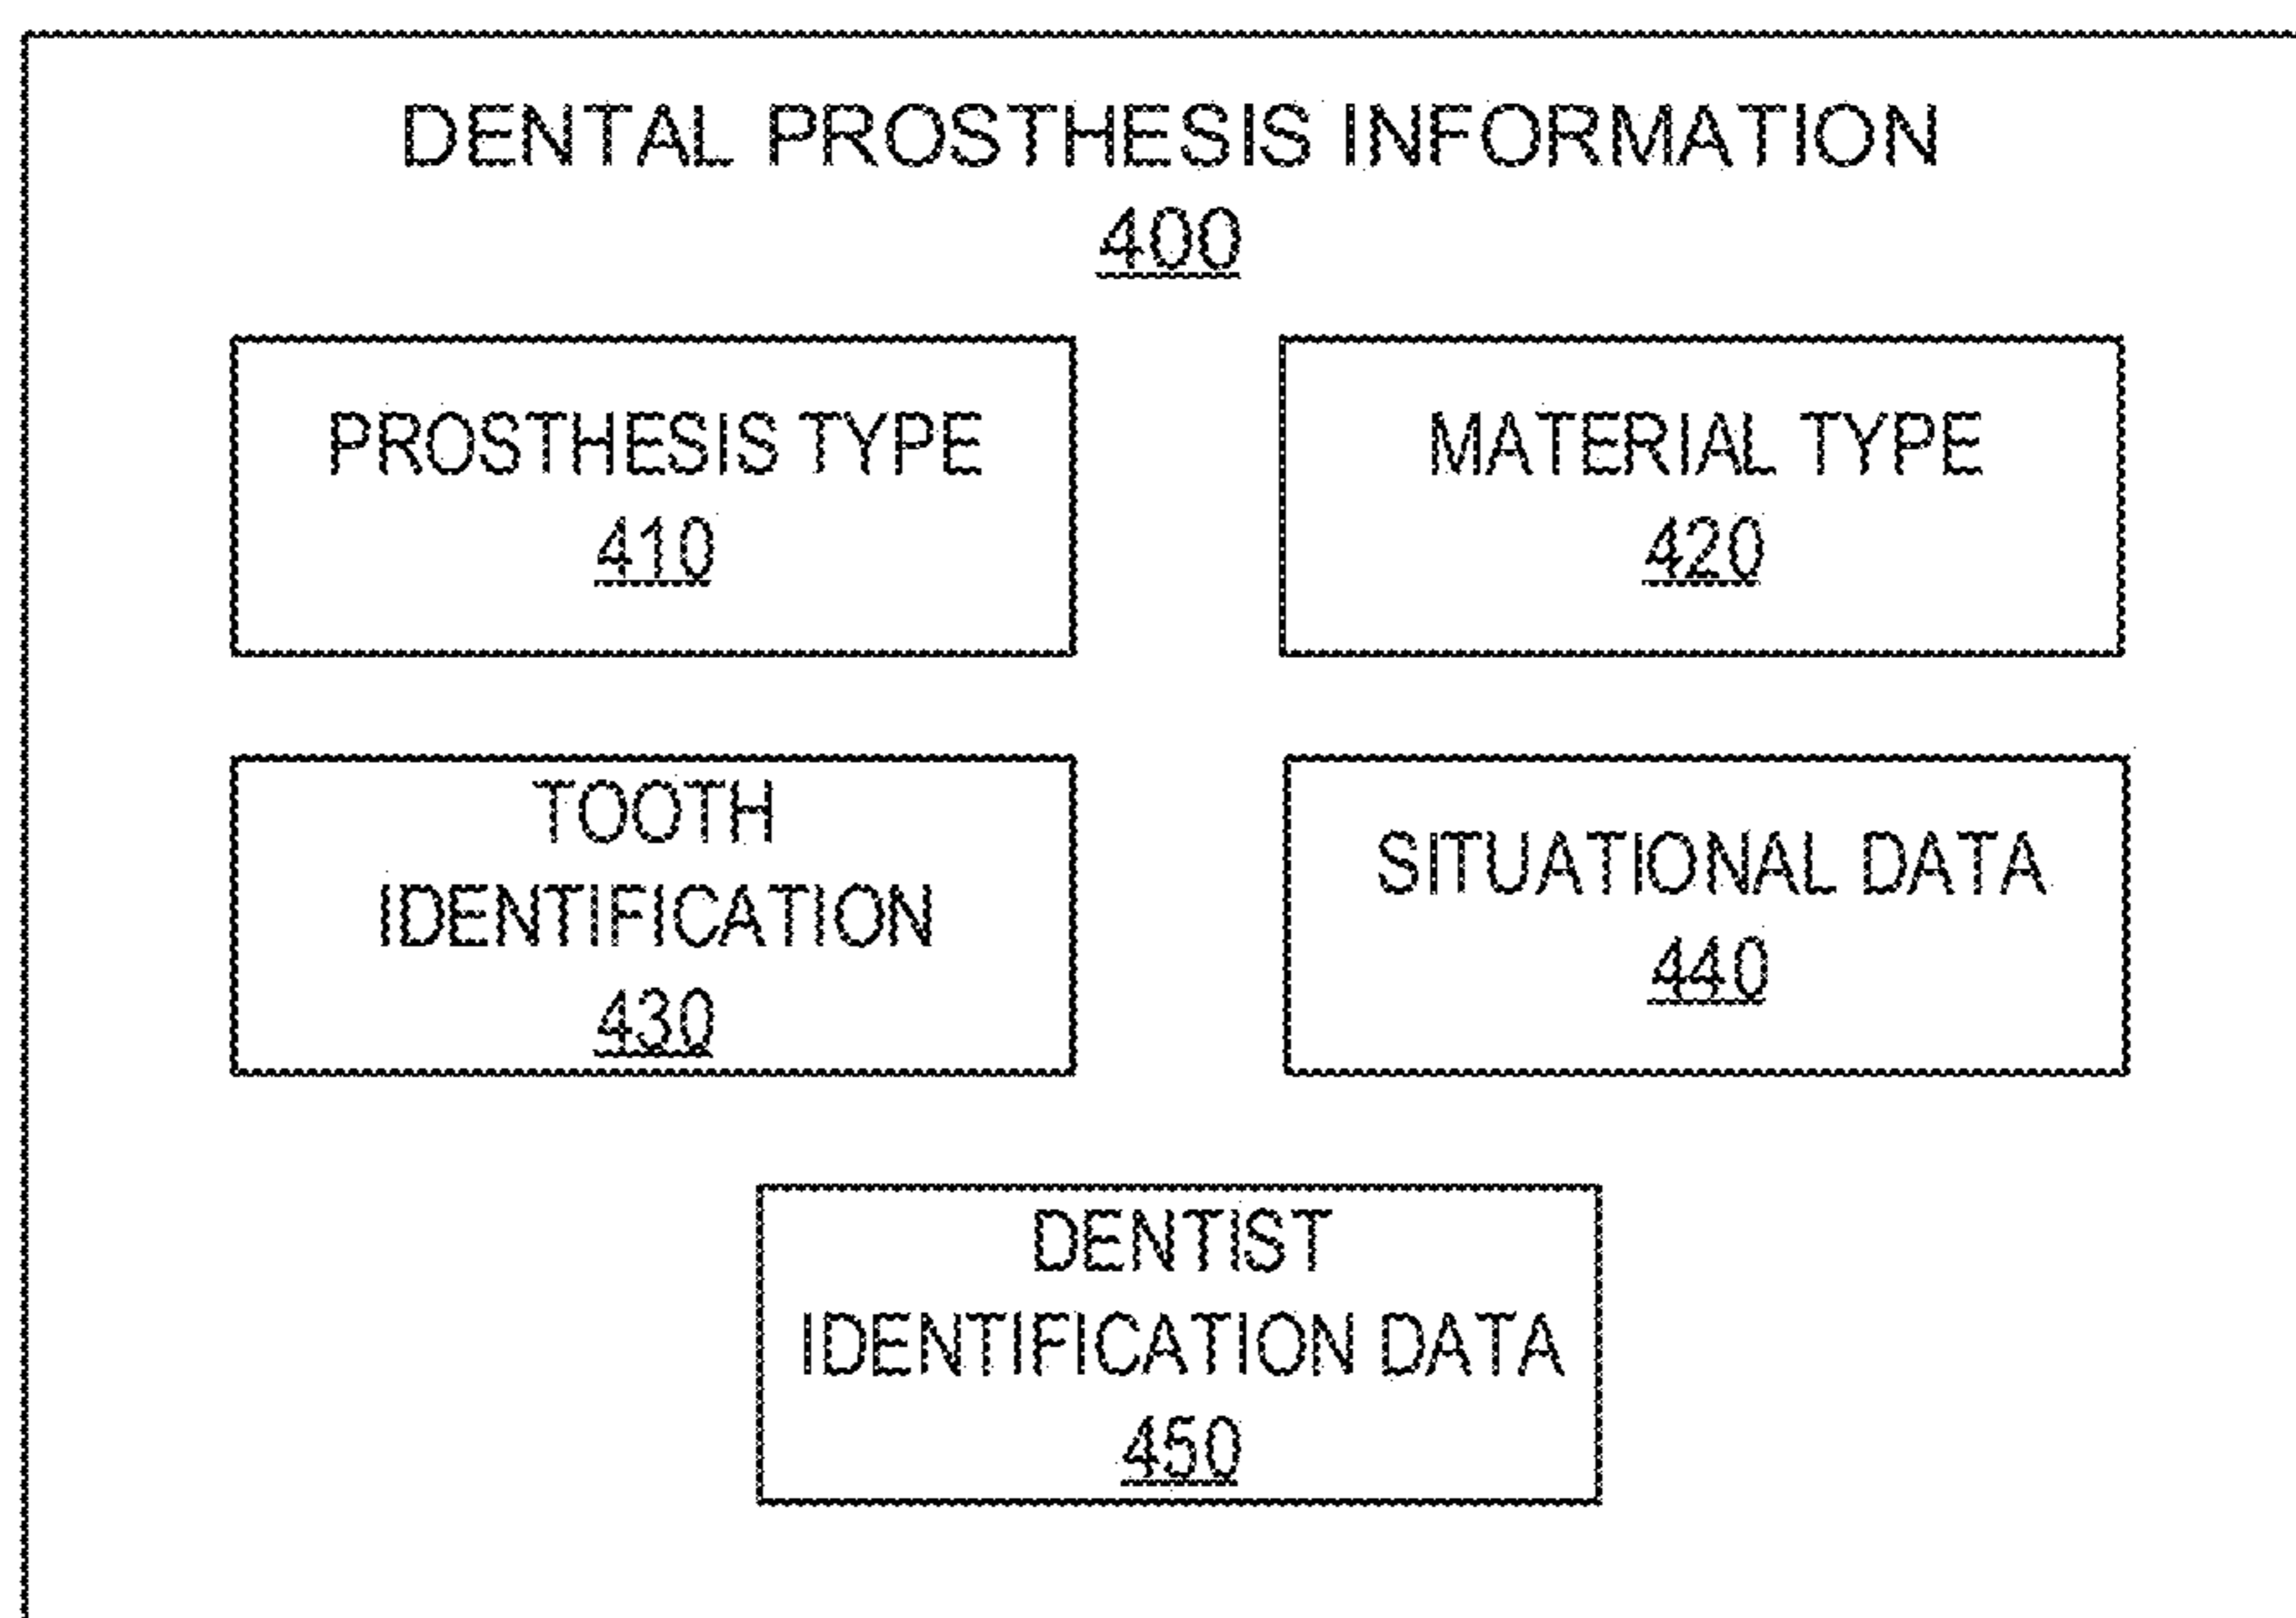 DENTAL PROSTHESIS INFORMATION
400
PROSTHESIS TYPE
410
MATERIAL TYPE
420
TOOTH
IDENTIFICATION
430
SITUATIONAL DATA
440
DENTIST
IDENTIFICATION DATA
450